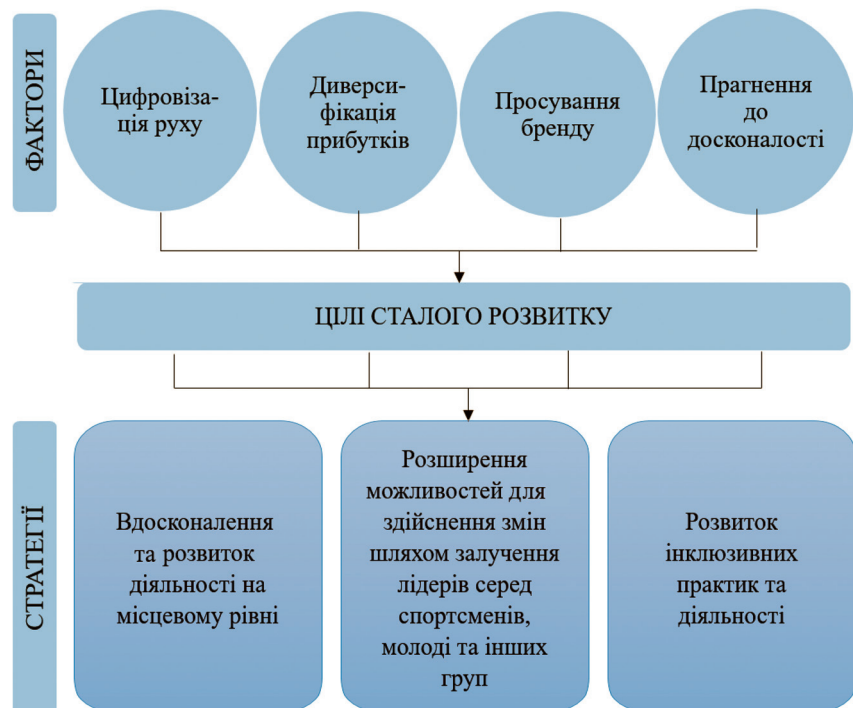 ФАКТОРИ
Цифровіза-
ція руху
Диверси-
фікація
прибутків
Просування
бренду
Прагнення
до
досконалості
ЦІЛІ СТАЛОГО РОЗВИТКУ
СТРАТЕГІЇ
Вдосконалення
та розвиток
діяльності на
місцевому рівні
Розширення
можливостей для
здійснення змін
шляхом залучення
лідерів серед
спортсменів,
молоді та інших
груп
Розвиток
інклюзивних
практик та
діяльності